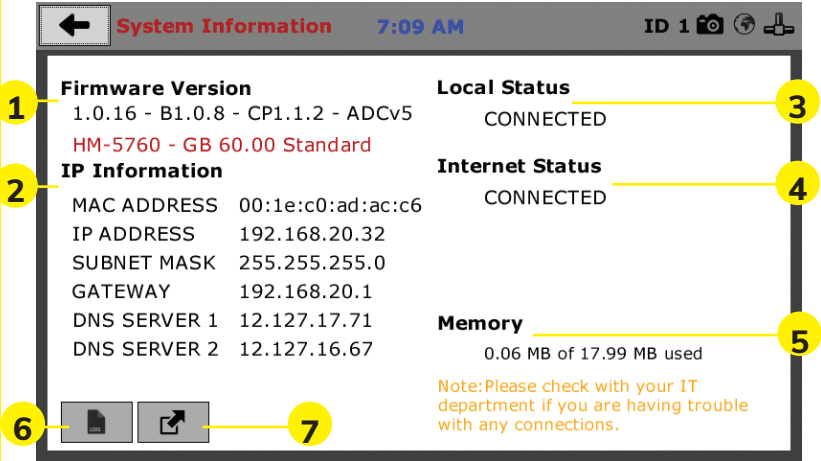 System Information 7:09 AM ID 1
1 Firmware Version
1.0.16 - B1.0.8 - CP1.1.2 - ADCv5
HM-5760 - GB 60.00 Standard
2 IP Information
MAC ADDRESS 00:1e:c0:ad:ac:c6
IP ADDRESS 192.168.20.32
SUBNET MASK 255.255.255.0
GATEWAY 192.168.20.1
DNS SERVER 1 12.127.17.71
DNS SERVER 2 12.127.16.67
Local Status 3
CONNECTED
Internet Status 4
CONNECTED
Memory 5
0.06 MB of 17.99 MB used
Note:Please check with your IT
department if you are having trouble
with any connections.
6 LOG 7